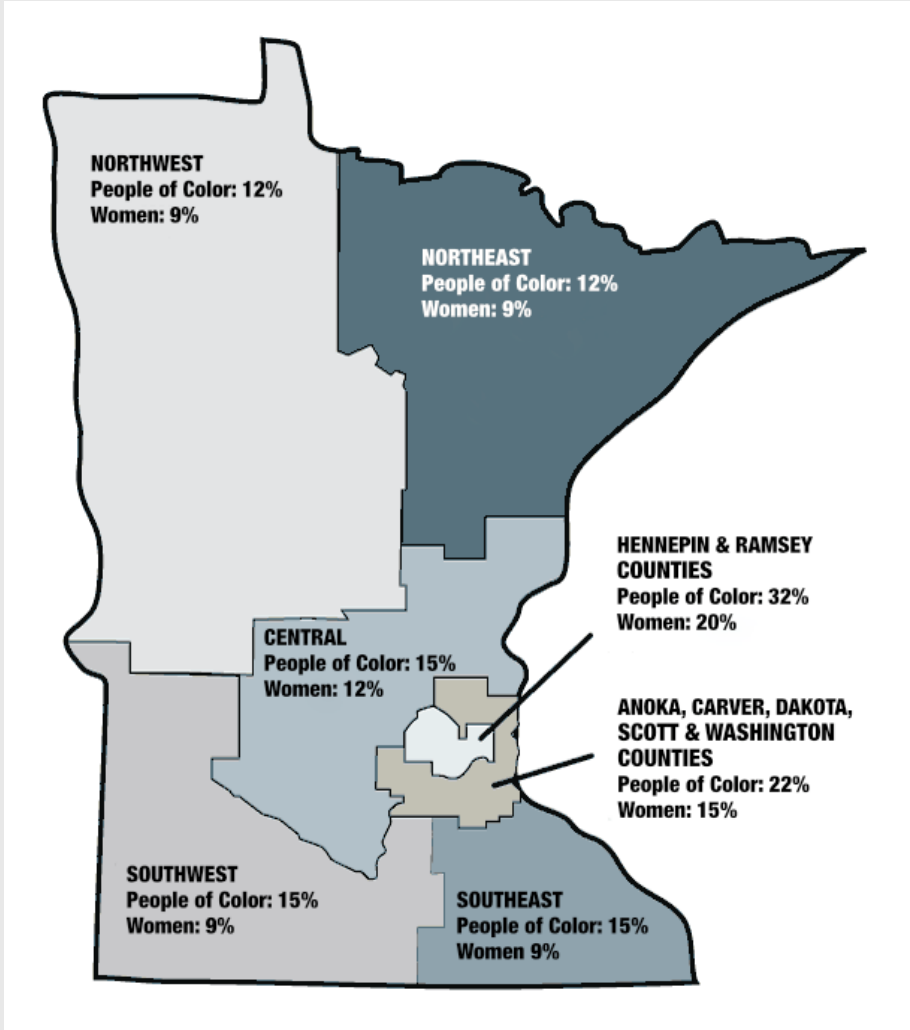 NORTHWEST
People of Color: 12%
Women: 9%
NORTHEAST
People of Color: 12%
Women: 9%
HENNEPIN & RAMSEY
COUNTIES
People of Color: 32%
Women: 20%
CENTRAL
People of Color: 15%
Women: 12%
ANOKA, CARVER, DAKOTA,
SCOTT & WASHINGTON
COUNTIES
People of Color: 22%
Women: 15%
SOUTHWEST
People of Color: 15%
Women: 9%
SOUTHEAST
People of Color: 15%
Women 9%